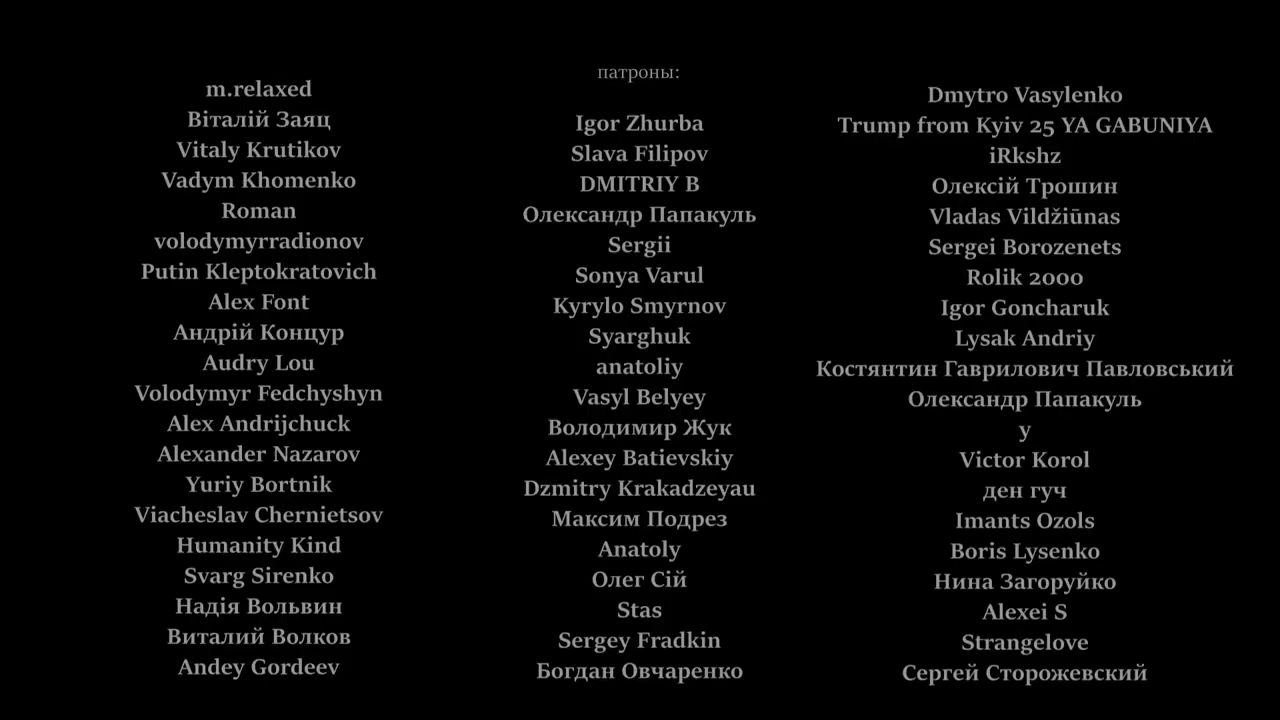 m.relaxed
Віталій Заяц
Vitaly Krutikov
Vadym Khomenko
Roman
volodymyrradionov
Putin Kleptokratovich
Alex Font
Андрій Концур
Audry Lou
Volodymyr Fedchyshyn
Alex Andrijchuck
Alexander Nazarov
Yuriy Bortnik
Viacheslav Chernietsov
Humanity Kind
Svarg Sirenko
Надія Вольвин
Виталий Волков
Andey Gordeev
патроны:
Igor Zhurba
Slava Filipov
DMITRIY B
Олександр Папакуль
Sergii
Sonya Varul
Kyrylo Smyrnov
Syarghuk
anatoliy
Vasyl Belyey
Володимир Жук
Alexey Batievskiy
Dzmitry Krakadzeyau
Максим Подрез
Anatoly
Олег Сій
Stas
Sergey Fradkin
Богдан Овчаренко
Dmytro Vasylenko
Trump from Kyiv 25 YA GABUNIYA
iRkshz
Олексій Трошин
Vladas Vildžiūnas
Sergei Borozenets
Rolik 2000
Igor Goncharuk
Lysak Andriy
Костянтин Гаврилович Павловський
Олександр Папакуль
y
Victor Korol
ден гуч
Imants Ozols
Boris Lysenko
Нина Загоруйко
Alexei S
Strangelove
Сергей Сторожевский